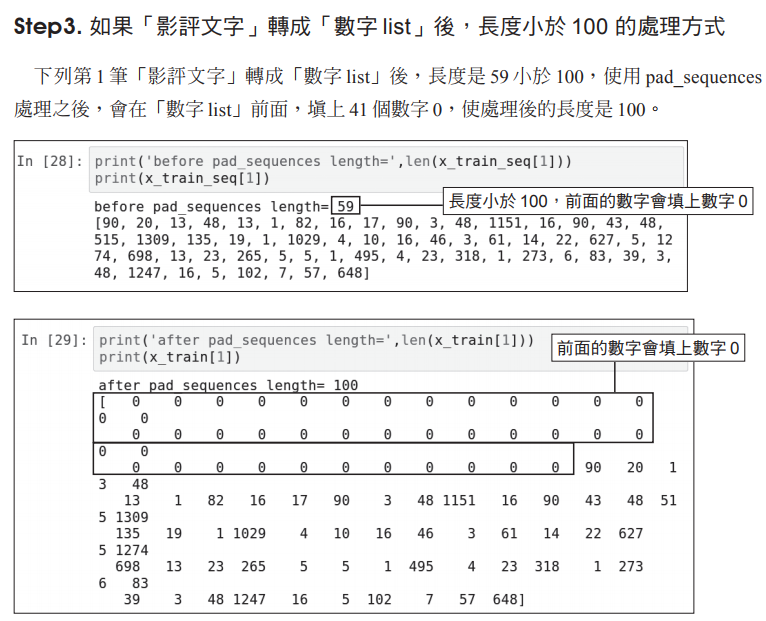 Step3. 如果「影評文字」轉成「數字 list」後，長度小於 100 的處理方式
下列第 1 筆「影評文字」轉成「數字 list」後，長度是 59 小於 100，使用 pad_sequences
處理之後，會在「數字 list」前面，填上 41 個數字 0，使處理後的長度是 100。
In [28]: print('before pad_sequences length=',len(x_train_seq[1]))
print(x_train_seq[1])
before pad_sequences length= 59
長度小於 100，前面的數字會填上數字 0
[90, 20, 13, 48, 13, 1, 82, 16, 17, 90, 3, 48, 1151, 16, 90, 43, 48,
515, 1309, 135, 19, 1, 1029, 4, 10, 16, 46, 3, 61, 14, 22, 627, 5, 12
74, 698, 13, 23, 265, 5, 5, 1, 495, 4, 23, 318, 1, 273, 6, 83, 39, 3,
48, 1247, 16, 5, 102, 7, 57, 648]
In [29]: print('after pad_sequences length=',len(x_train[1]))
print(x_train[1])
前面的數字會填上數字 0
after pad_sequences length= 100
[ 0 0 0 0 0 0 0 0 0 0 0 0 0
0 0
0 0 0 0 0 0 0 0 0 0 0 0 0
0 0
0 0 0 0 0 0 0 0 0 0 0 90 20 1
3 48
13 1 82 16 17 90 3 48 1151 16 90 43 48 51
5 1309
135 19 1 1029 4 10 16 46 3 61 14 22 627
5 1274
698 13 23 265 5 5 1 495 4 23 318 1 273
6 83
39 3 48 1247 16 5 102 7 57 648]